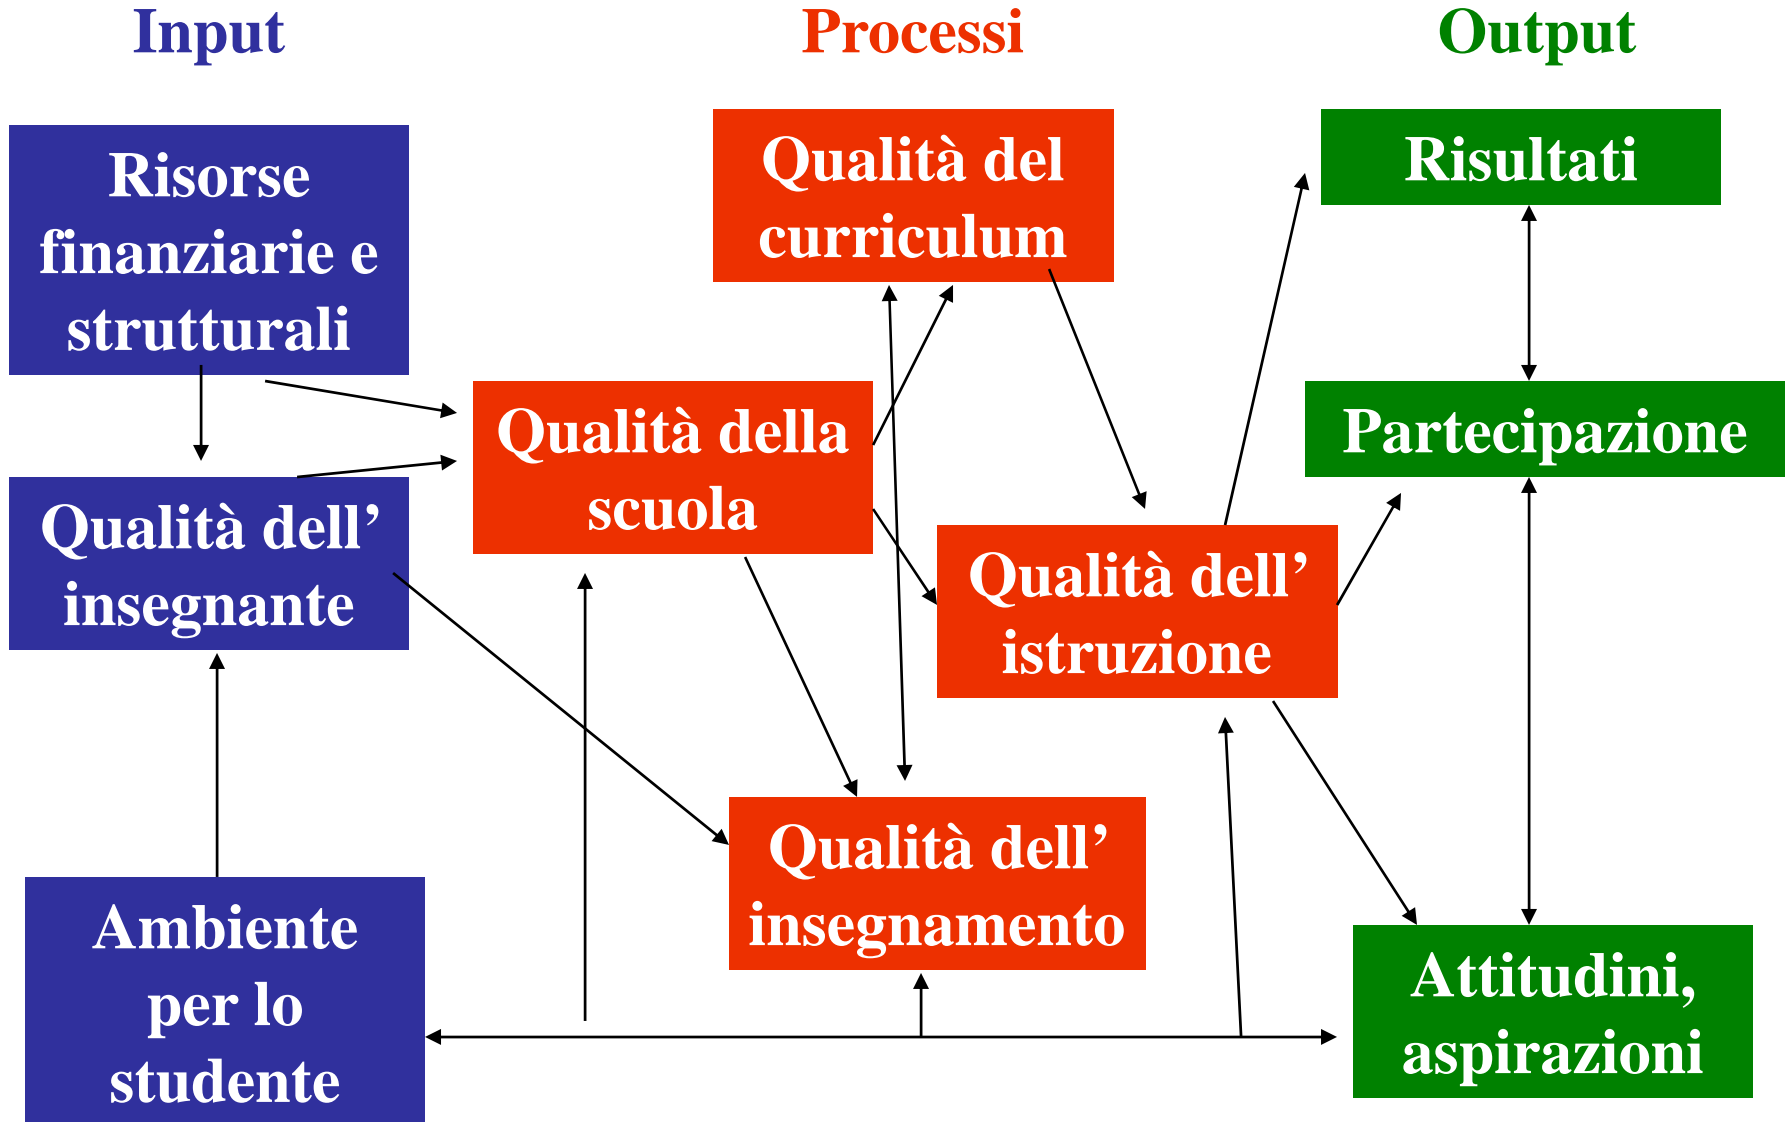 Input
Processi
Output
Risorse
finanziarie e
strutturali
Qualità del
curriculum
Risultati
Qualità della
scuola
Partecipazione
Qualità dell’
insegnante
Qualità dell’
istruzione
Qualità dell’
insegnamento
Ambiente
per lo
studente
Attitudini,
aspirazioni